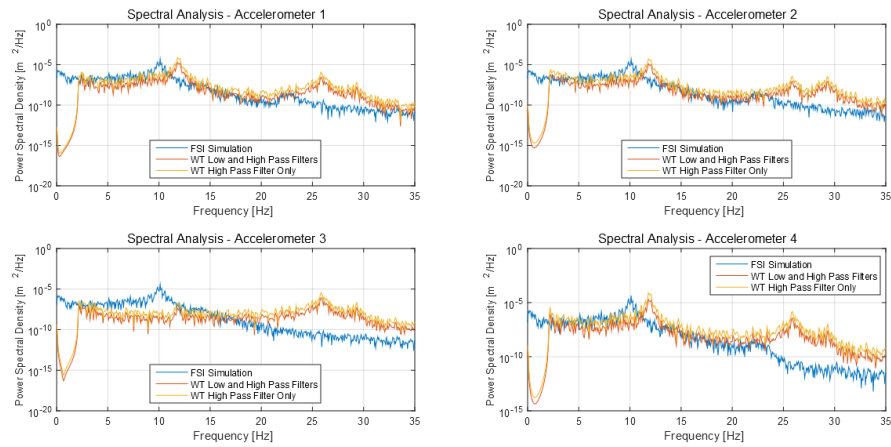 Spectral Analysis - Accelerometer 1
Power Spectral Density [m ²/Hz]
10⁰
10⁻⁵
10⁻¹⁰
10⁻¹⁵
10⁻²⁰
FSI Simulation
WT Low and High Pass Filters
WT High Pass Filter Only
0 5 10 15 20 25 30 35
Frequency [Hz]
Spectral Analysis - Accelerometer 2
Power Spectral Density [m ²/Hz]
10⁰
10⁻⁵
10⁻¹⁰
10⁻¹⁵
10⁻²⁰
FSI Simulation
WT Low and High Pass Filters
WT High Pass Filter Only
0 5 10 15 20 25 30 35
Frequency [Hz]
Spectral Analysis - Accelerometer 3
Power Spectral Density [m ²/Hz]
10⁰
10⁻⁵
10⁻¹⁰
10⁻¹⁵
10⁻²⁰
FSI Simulation
WT Low and High Pass Filters
WT High Pass Filter Only
0 5 10 15 20 25 30 35
Frequency [Hz]
Spectral Analysis - Accelerometer 4
Power Spectral Density [m ²/Hz]
10⁰
10⁻⁵
10⁻¹⁰
10⁻¹⁵
FSI Simulation
WT Low and High Pass Filters
WT High Pass Filter Only
0 5 10 15 20 25 30 35
Frequency [Hz]